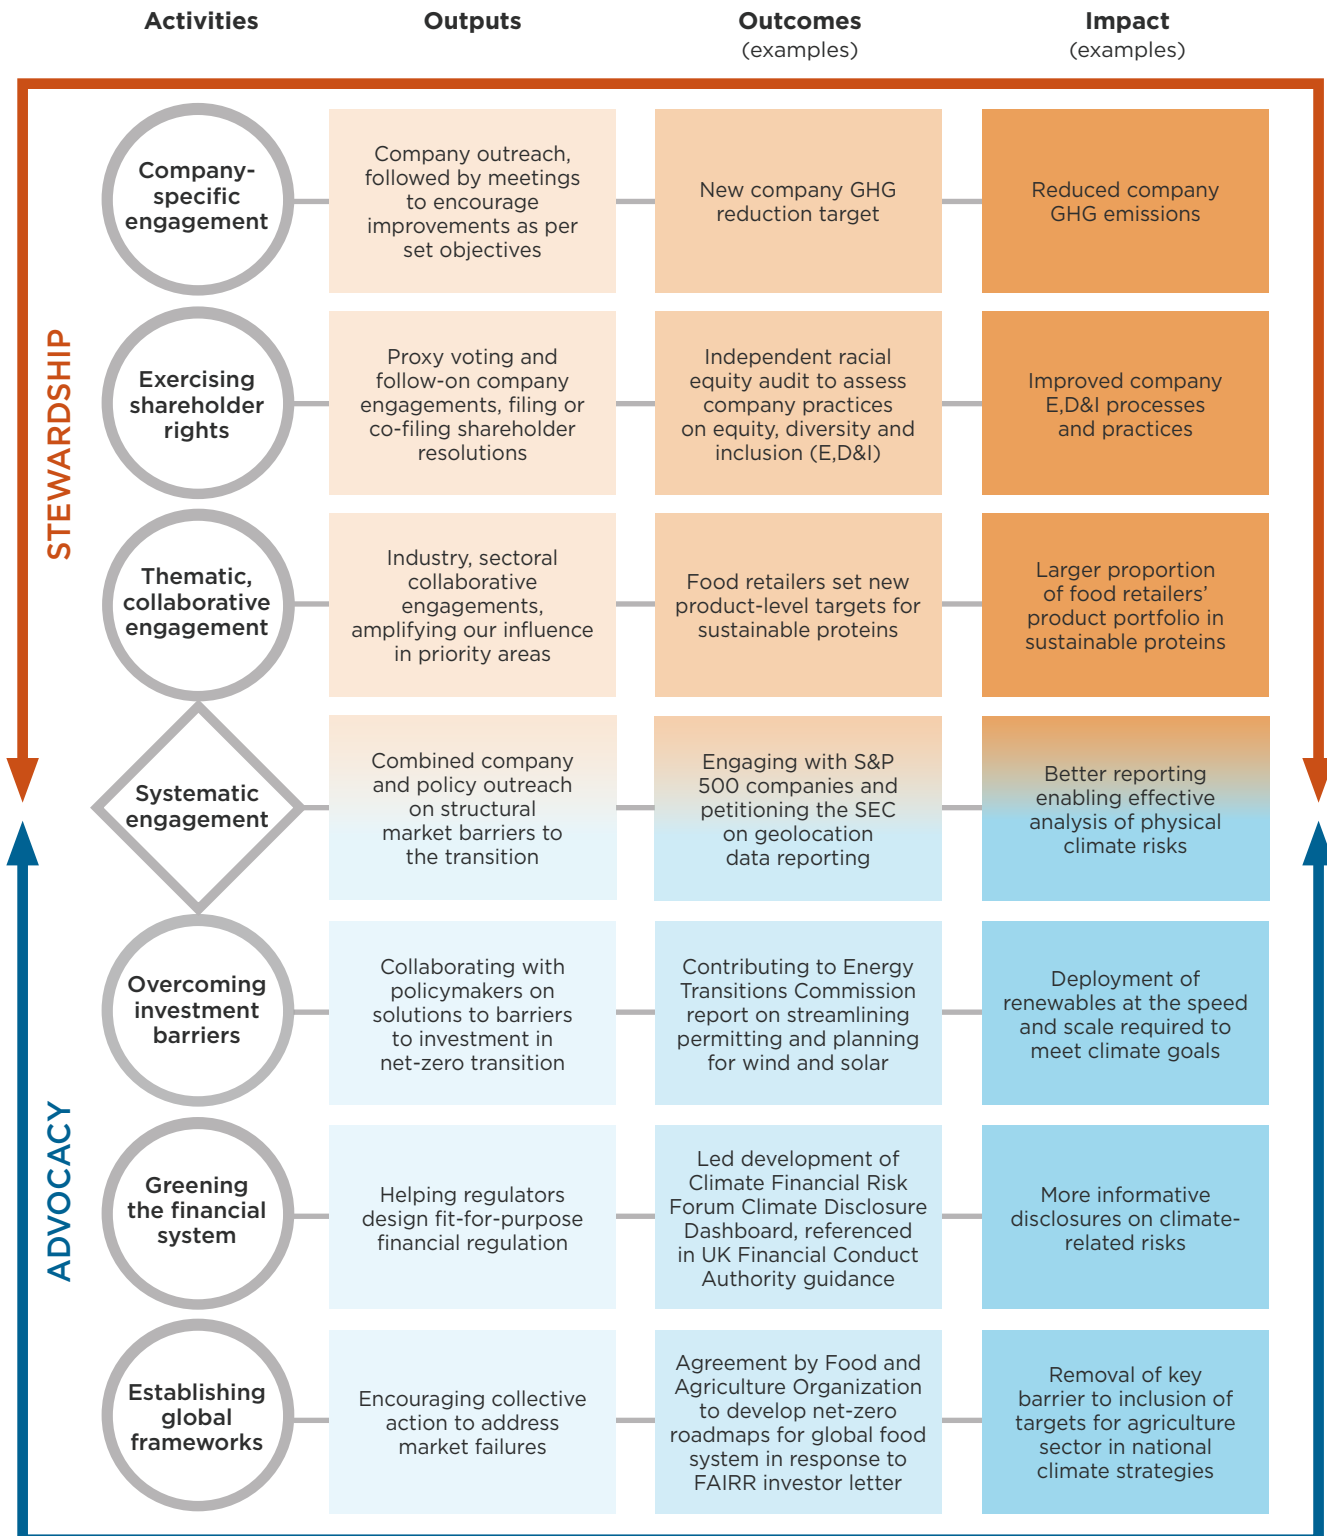 Activities
Outputs
Outcomes
(examples)
Impact
(examples)
STEWARDSHIP
Company-
specific
engagement
Company outreach,
followed by meetings
to encourage
improvements as per
set objectives
New company GHG
reduction target
Reduced company
GHG emissions
Exercising
shareholder
rights
Proxy voting and
follow-on company
engagements, filing or
co-filing shareholder
resolutions
Independent racial
equity audit to assess
company practices
on equity, diversity and
inclusion (E,D&I)
Improved company
E,D&I processes
and practices
Thematic,
collaborative
engagement
Industry, sectoral
collaborative
engagements,
amplifying our influence
in priority areas
Food retailers set new
product-level targets for
sustainable proteins
Larger proportion
of food retailers’
product portfolio in
sustainable proteins
Systematic
engagement
Combined company
and policy outreach
on structural
market barriers to
the transition
Engaging with S&P
500 companies and
petitioning the SEC
on geolocation
data reporting
Better reporting
enabling effective
analysis of physical
climate risks
ADVOCACY
Overcoming
investment
barriers
Collaborating with
policymakers on
solutions to barriers
to investment in
net-zero transition
Contributing to Energy
Transitions Commission
report on streamlining
permitting and planning
for wind and solar
Deployment of
renewables at the speed
and scale required to
meet climate goals
Greening
the financial
system
Helping regulators
design fit-for-purpose
financial regulation
Led development of
Climate Financial Risk
Forum Climate Disclosure
Dashboard, referenced
in UK Financial Conduct
Authority guidance
More informative
disclosures on climate-
related risks
Establishing
global
frameworks
Encouraging collective
action to address
market failures
Agreement by Food and
Agriculture Organization
to develop net-zero
roadmaps for global food
system in response to
FAIRR investor letter
Removal of key
barrier to inclusion of
targets for agriculture
sector in national
climate strategies